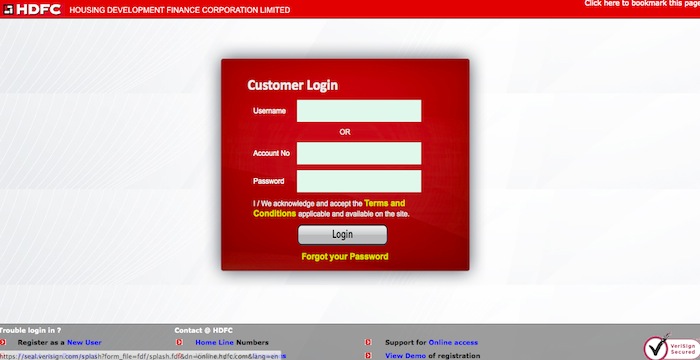 HDFC HOUSING DEVELOPMENT FINANCE CORPORATION LIMITED
Click here to bookmark this page
Customer Login
Username
OR
Account No
Password
I / We acknowledge and accept the Terms and
Conditions applicable and available on the site.
Login
Forgot your Password
Trouble login in ?
Contact @ HDFC
Register as a New User
Home Line Numbers
Support for Online access
https://seal.verisign.com/splash?form_file=fdf/splash.fdf&dn=online.hdfc.com&lang=en
View Demo of registration
VeriSign
Secured